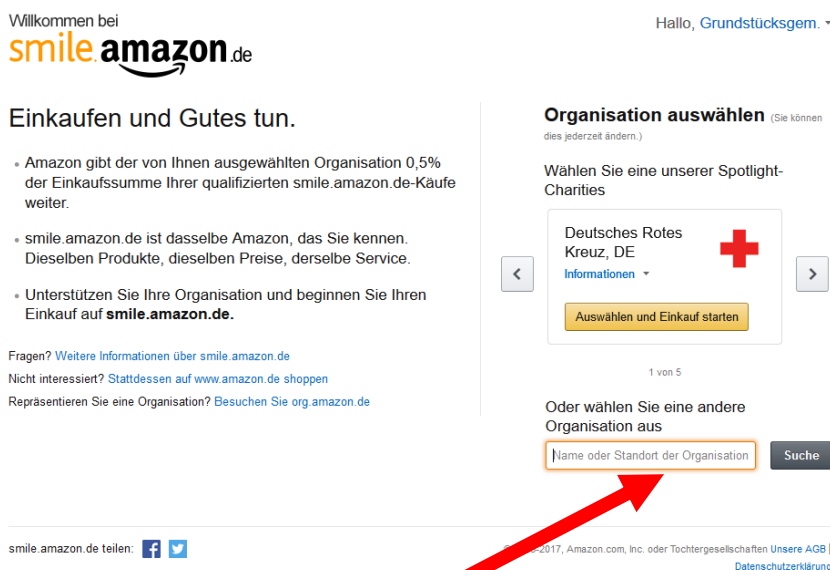 Willkommen bei
smile.amazon.de
Hallo, Grundstücksgem.
Einkaufen und Gutes tun.
• Amazon gibt der von Ihnen ausgewählten Organisation 0,5%
der Einkaufssumme Ihrer qualifizierten smile.amazon.de-Käufe
weiter.
• smile.amazon.de ist dasselbe Amazon, das Sie kennen.
Dieselben Produkte, dieselben Preise, derselbe Service.
• Unterstützen Sie Ihre Organisation und beginnen Sie Ihren
Einkauf auf smile.amazon.de.
Fragen? Weitere Informationen über smile.amazon.de
Nicht interessiert? Stattdessen auf www.amazon.de shoppen
Repräsentieren Sie eine Organisation? Besuchen Sie org.amazon.de
Organisation auswählen (Sie können
dies jederzeit ändern.)
Wählen Sie eine unserer Spotlight-
Charities
Deutsches Rotes
Kreuz, DE
Informationen
Auswählen und Einkauf starten
1 von 5
Oder wählen Sie eine andere
Organisation aus
Name oder Standort der Organisation
Suche
smile.amazon.de teilen:
2017, Amazon.com, Inc. oder Tochtergesellschaften Unsere AGB |
Datenschutzerklärung